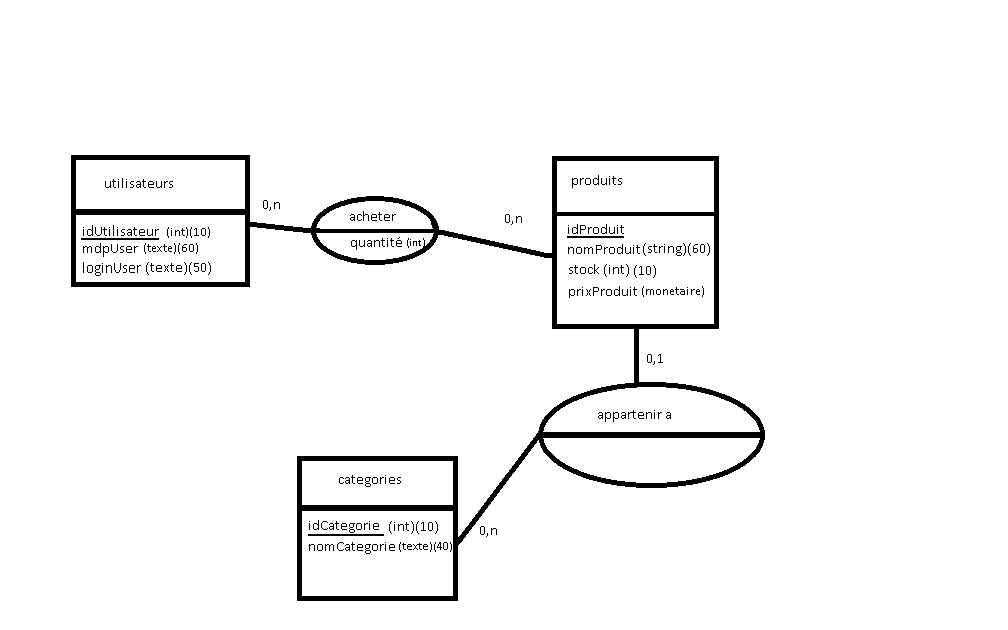 utilisateurs
idUtilisateur (int)(10)
mdpUser (texte)(60)
loginUser (texte)(50)
0,n
acheter
quantité (int)
0,n
produits
idProduit
nomProduit (string)(60)
stock (int) (10)
prixProduit (monetaire)
0,1
appartenir a
0,n
categories
idCategorie (int)(10)
nomCategorie (texte)(40)